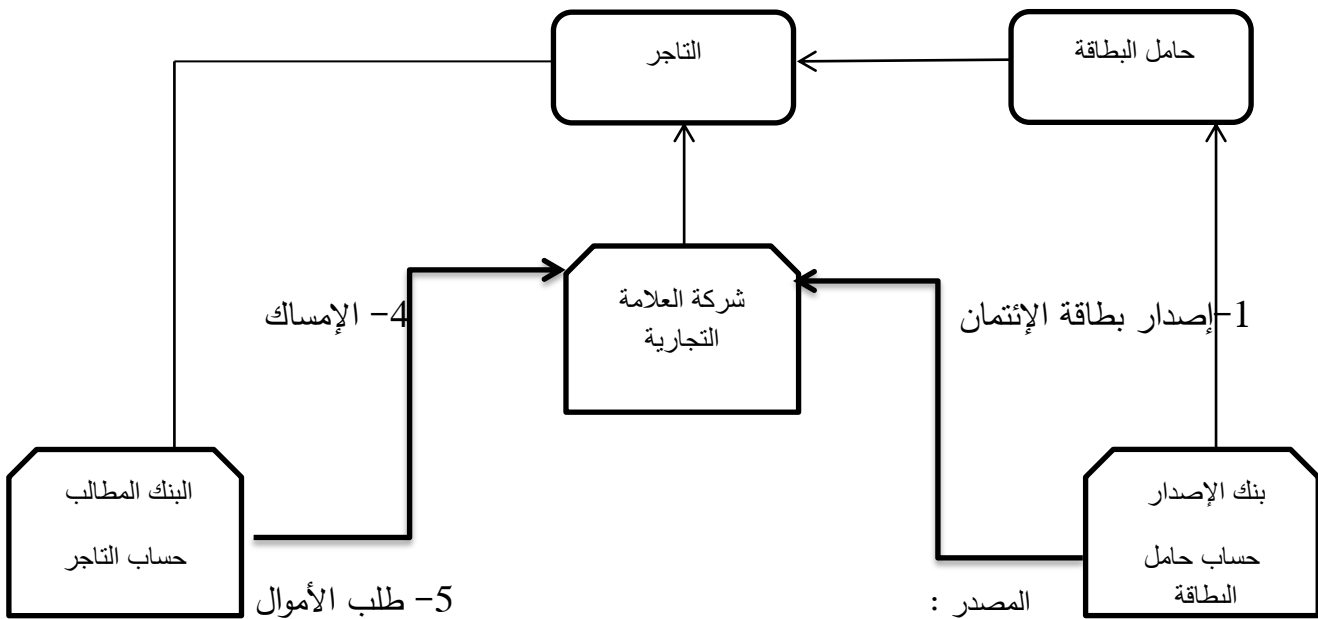 حامل البطاقة
التاجر
شركة العلامة
التجارية
1-إصدار بطاقة الإئتمان
4- الإمساك
بنك الإصدار
حساب حامل
البطاقة
البنك المطالب
حساب التاجر
المصدر :
5- طلب الأموال